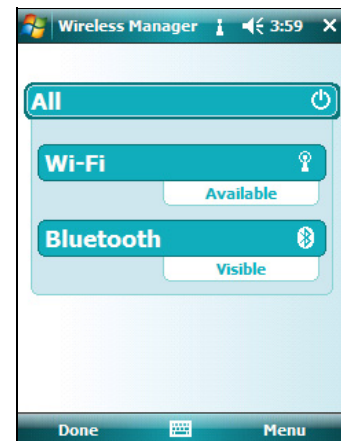 Wireless Manager 3:59
All
Wi-Fi
Available
Bluetooth
Visible
Done Menu